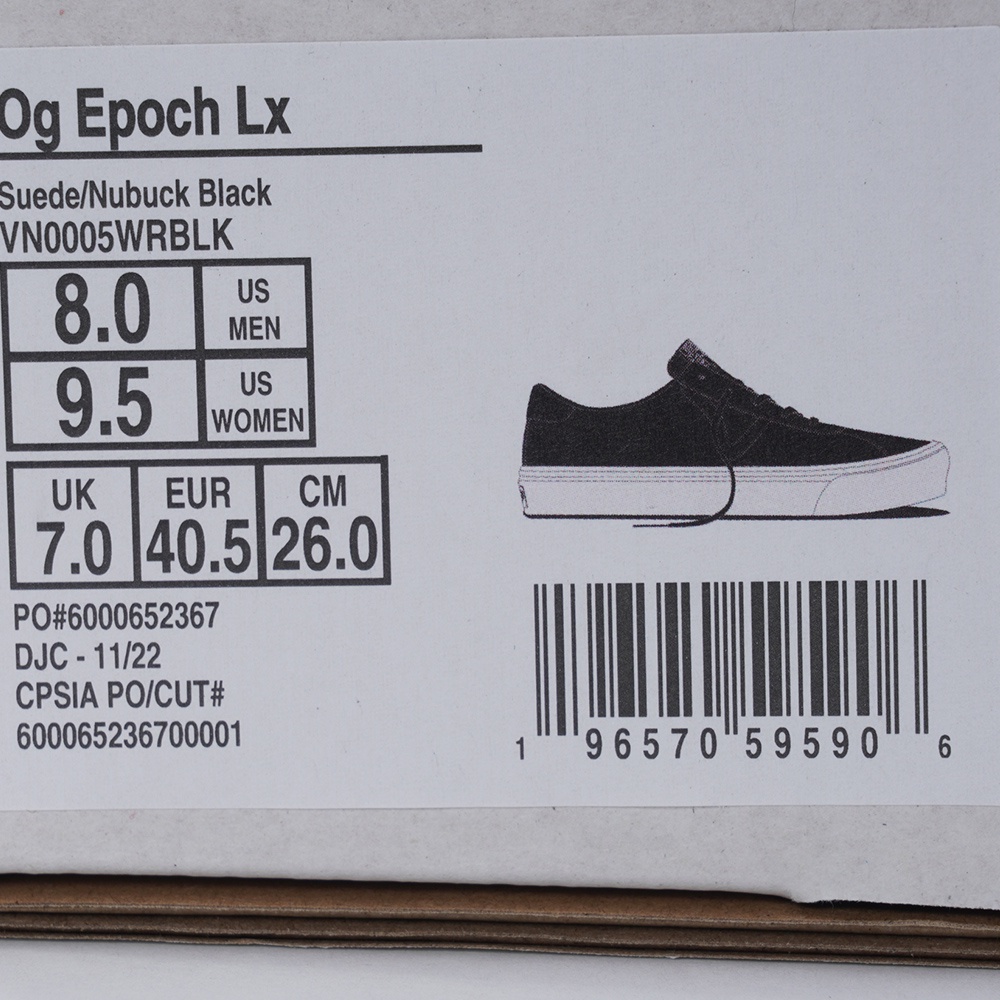 Og Epoch Lx
Suede/Nubuck Black
VN0005WRBLK
8.0 US MEN
9.5 US WOMEN
UK EUR CM
7.0 40.5 26.0
PO#6000652367
DJC - 11/22
CPSIA PO/CUT#
600065236700001
1 96570 59590 6